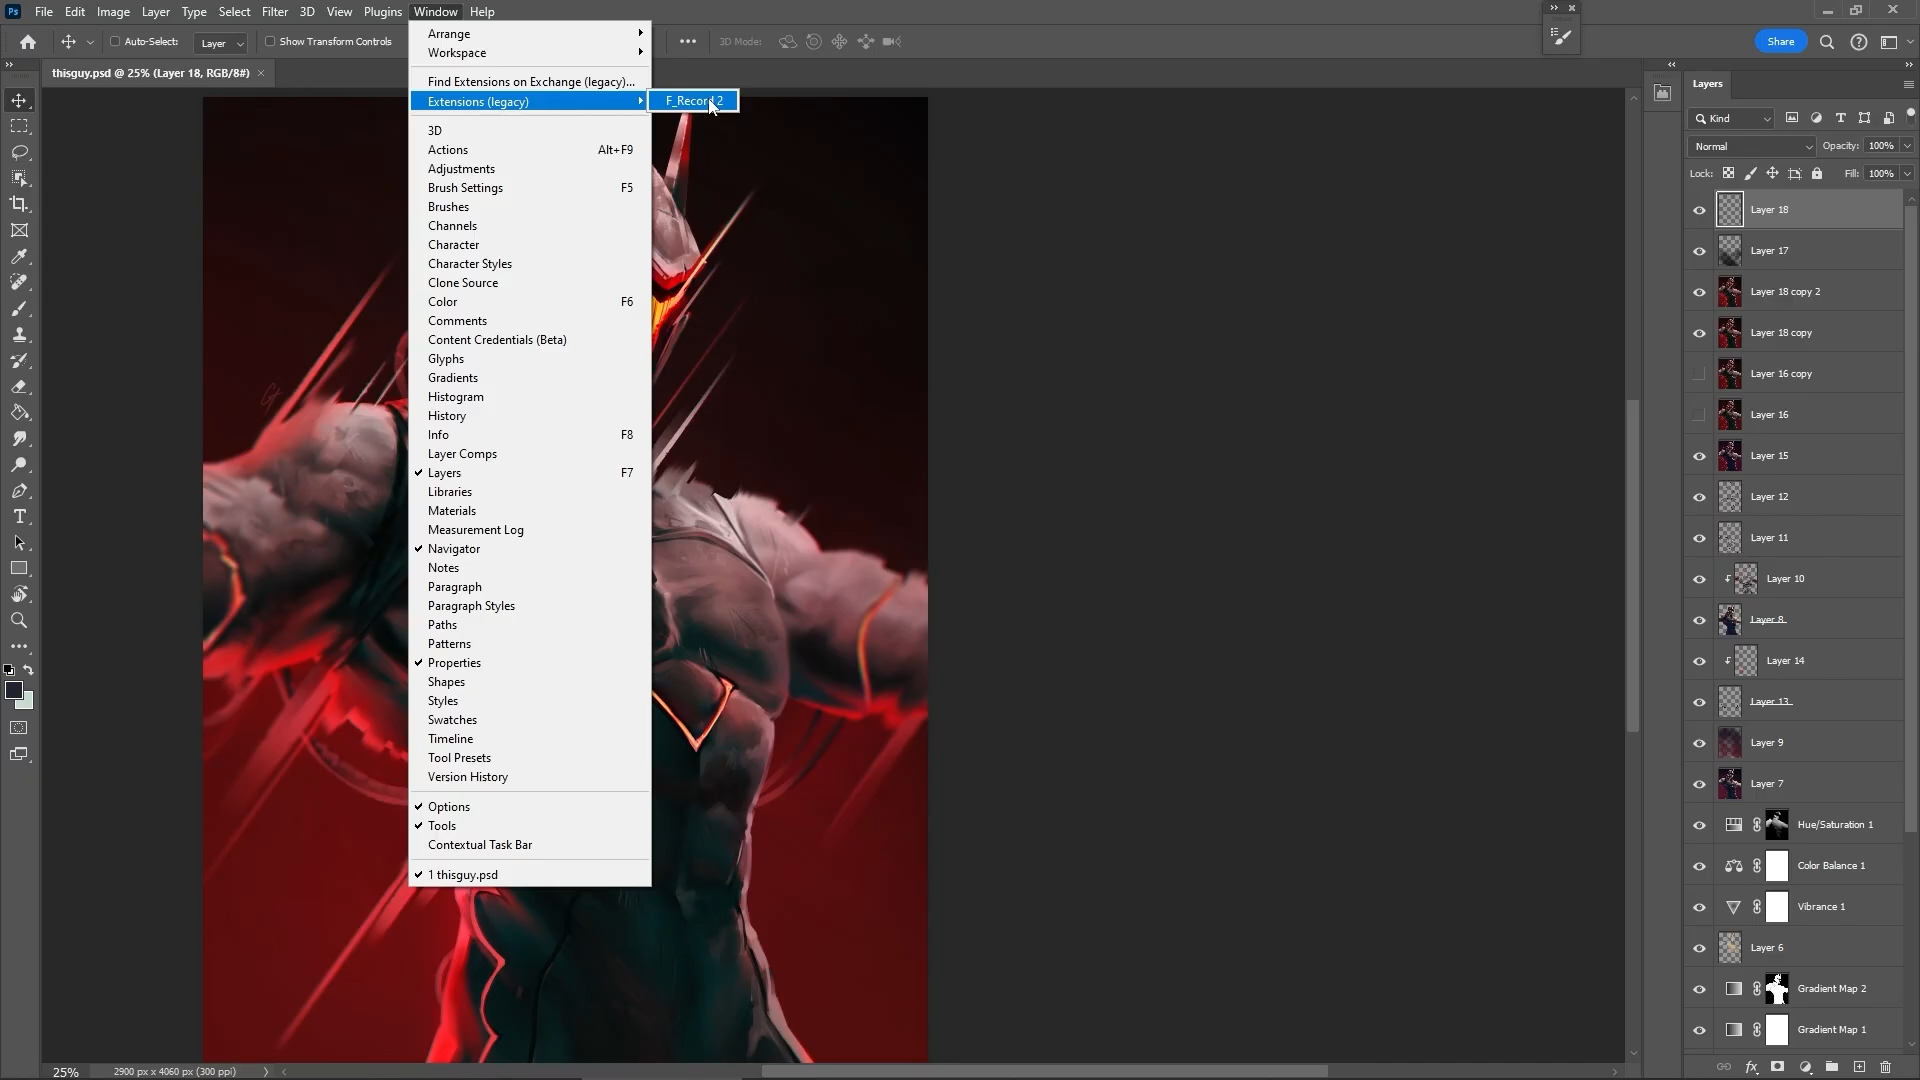 Ps File Edit Image Layer Type Select Filter 3D View Plugins Window Help
Auto-Select: Layer Show Transform Controls 3D Mode: Share
thisguy.psd @ 25% (Layer 18, RGB/8#)
Arrange
Workspace
Find Extensions on Exchange (legacy)...
Extensions (legacy) F_Record 2
3D
Actions Alt+F9
Adjustments
Brush Settings F5
Brushes
Channels
Character
Character Styles
Clone Source
Color F6
Comments
Content Credentials (Beta)
Glyphs
Gradients
Histogram
History
Info F8
Layer Comps
Layers F7
Libraries
Materials
Measurement Log
Navigator
Notes
Paragraph
Paragraph Styles
Paths
Patterns
Properties
Shapes
Styles
Swatches
Timeline
Tool Presets
Version History
Options
Tools
Contextual Task Bar
1 thisguy.psd
Layers
Kind
Normal Opacity: 100%
Lock: Fill: 100%
Layer 18
Layer 17
Layer 18 copy 2
Layer 18 copy
Layer 16 copy
Layer 16
Layer 15
Layer 12
Layer 11
Layer 10
Layer 8
Layer 14
Layer 13
Layer 9
Layer 7
Hue/Saturation 1
Color Balance 1
Vibrance 1
Layer 6
Gradient Map 2
Gradient Map 1
fx
25% 2900 px x 4060 px (300 ppi)